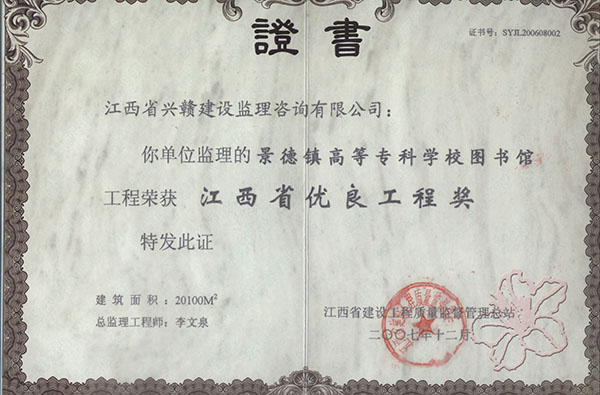 證書
证书号：SYJL200608002
江西省兴赣建设监理咨询有限公司：
你单位监理的景德镇高等专科学校图书馆
工程荣获 江西省优良工程奖
特发此证
建筑面积：20100M²
总监理工程师：李文泉
江西省建设工程质量监督管理总站
二〇〇七年十二月